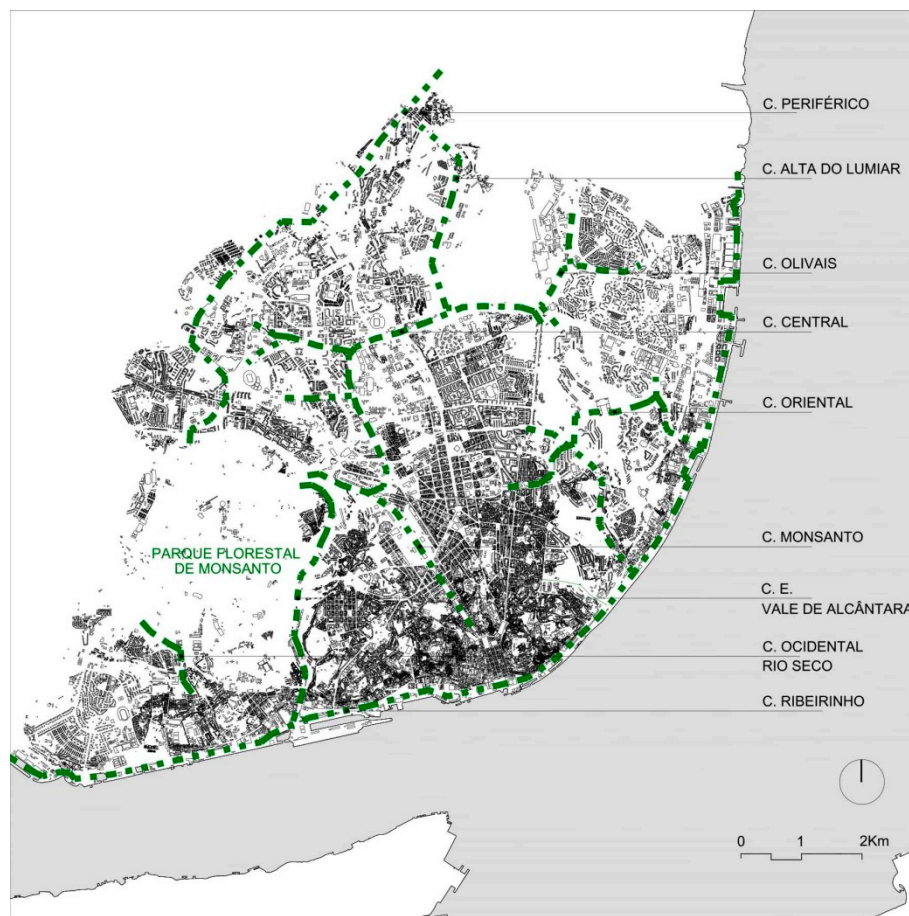 C. PERIFÉRICO
C. ALTA DO LUMIAR
C. OLIVAIS
C. CENTRAL
C. ORIENTAL
C. MONSANTO
PARQUE PLORESTAL
DE MONSANTO
C. E.
VALE DE ALCÂNTARA
C. OCIDENTAL
RIO SECO
C. RIBEIRINHO
0 1 2Km